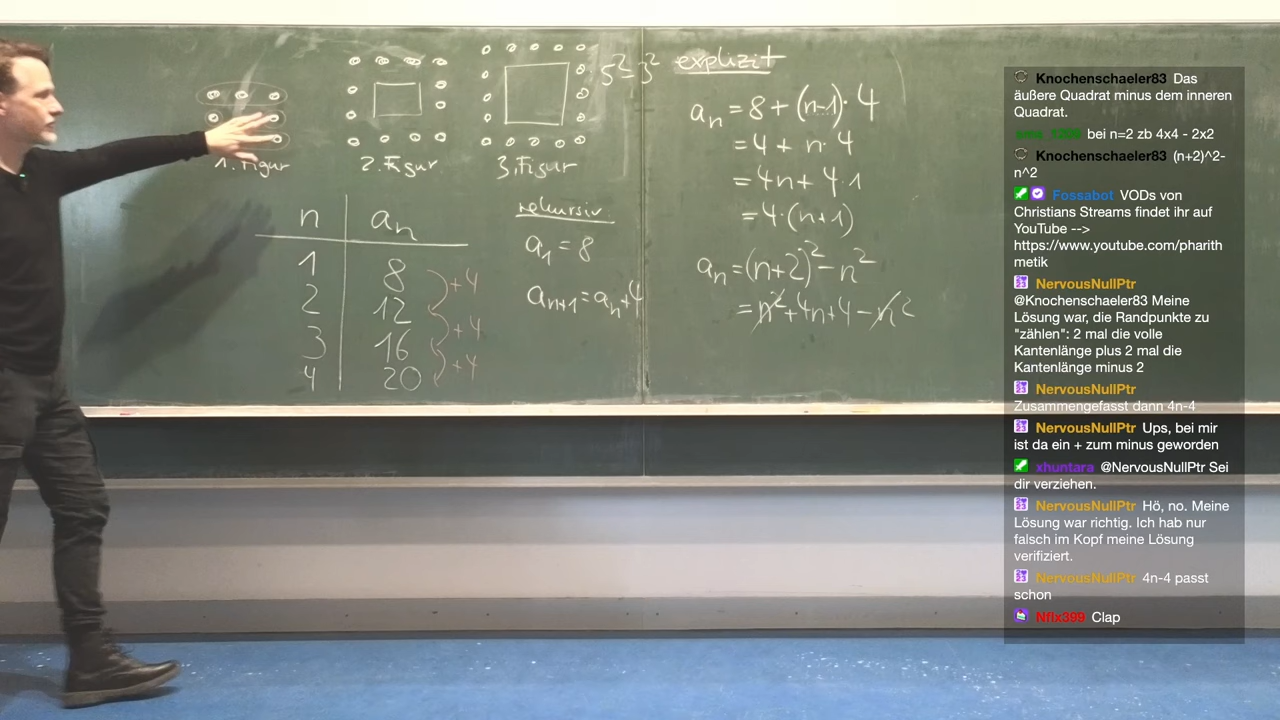 5²-3²
1. Figur
2. Figur
3. Figur
n aₙ
1 8
2 12
3 16
4 20
+4
+4
+4
rekursiv
a₁ = 8
aₙ₊₁ = aₙ+4
explizit
aₙ = 8 + (n-1)·4
= 4 + n·4
= 4n + 4·1
= 4·(n+1)
aₙ = (n+2)² - n²
= n² + 4n + 4 - n²
Knochenschaeler83 Das
äußere Quadrat minus dem inneren
Quadrat.
bei n=2 zb 4x4 - 2x2
Knochenschaeler83 (n+2)^2-
n^2
Fossabot VODs von
Christians Streams findet ihr auf
YouTube -->
https://www.youtube.com/pharith
metik
NervousNullPtr
@Knochenschaeler83 Meine
Lösung war, die Randpunkte zu
"zählen": 2 mal die volle
Kantenlänge plus 2 mal die
Kantenlänge minus 2
NervousNullPtr
Zusammengefasst dann 4n-4
NervousNullPtr Ups, bei mir
ist da ein + zum minus geworden
xhuntara @NervousNullPtr Sei
dir verziehen.
NervousNullPtr Hö, no. Meine
Lösung war richtig. Ich hab nur
falsch im Kopf meine Lösung
verifiziert.
NervousNullPtr 4n-4 passt
schon
Nfix399 Clap